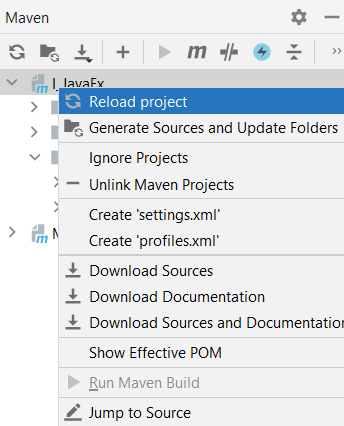 Maven
I_JavaFx
Reload project
Generate Sources and Update Folders
Ignore Projects
Unlink Maven Projects
Create 'settings.xml'
Create 'profiles.xml'
Download Sources
Download Documentation
Download Sources and Documentation
Show Effective POM
Run Maven Build
Jump to Source